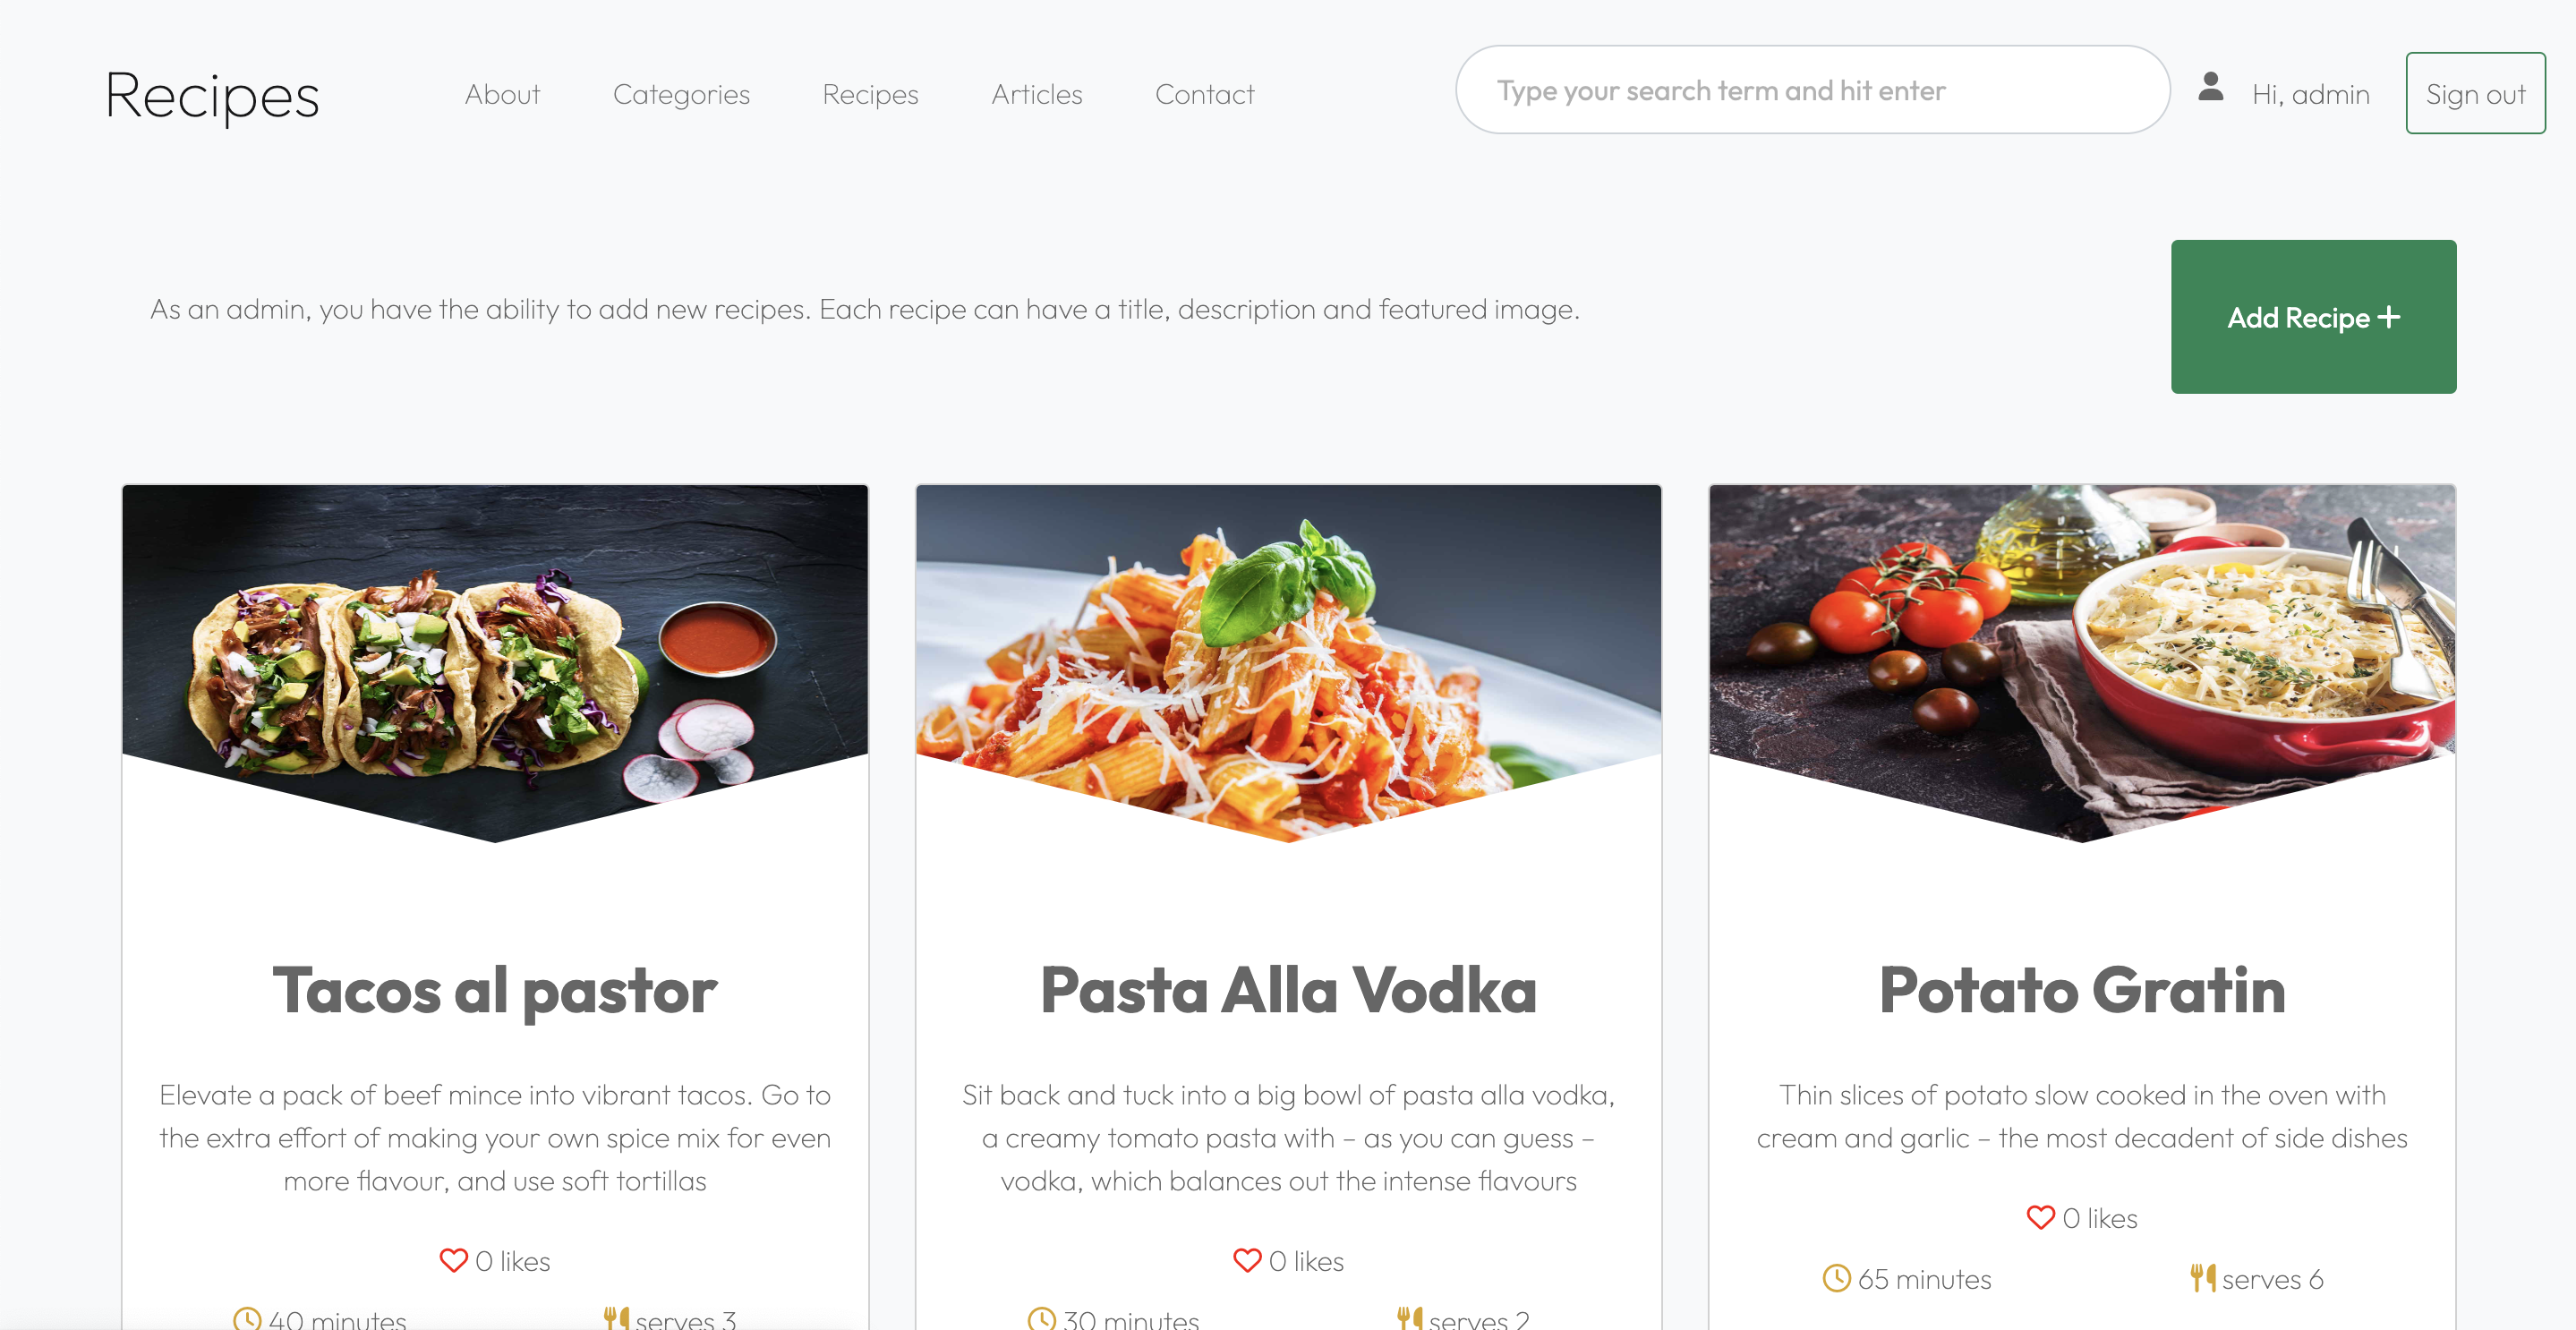 Recipes
About
Categories
Recipes
Articles
Contact
Type your search term and hit enter
Hi, admin
Sign out
As an admin, you have the ability to add new recipes. Each recipe can have a title, description and featured image.
Add Recipe +
Tacos al pastor
Elevate a pack of beef mince into vibrant tacos. Go to
the extra effort of making your own spice mix for even
more flavour, and use soft tortillas
0 likes
40 minutes
serves 3
Pasta Alla Vodka
Sit back and tuck into a big bowl of pasta alla vodka,
a creamy tomato pasta with – as you can guess –
vodka, which balances out the intense flavours
0 likes
30 minutes
serves 2
Potato Gratin
Thin slices of potato slow cooked in the oven with
cream and garlic – the most decadent of side dishes
0 likes
65 minutes
serves 6